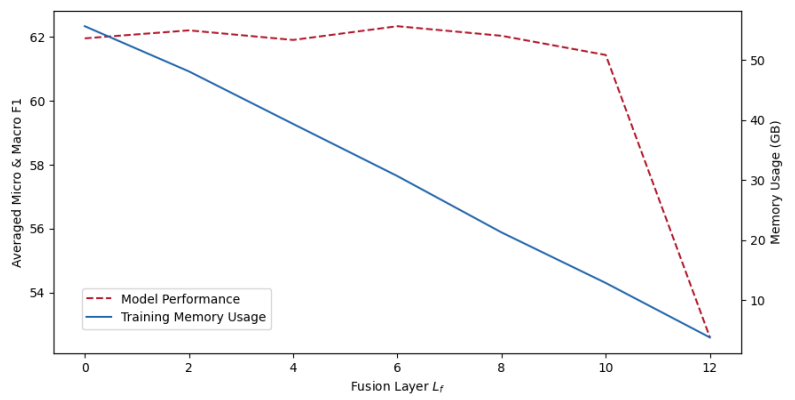 62
60
58
56
54
Averaged Micro & Macro F1
50
40
30
20
10
Memory Usage (GB)
Model Performance
Training Memory Usage
0 2 4 6 8 10 12
Fusion Layer L_f